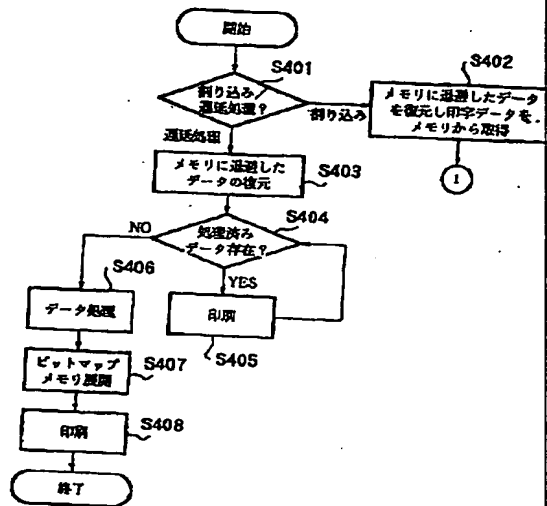 開始
S401
割り込み
遅延処理?
割り込み
S402
メモリに退避したデータ
を復元し印字データを
メモリから取得
1
遅延処理
メモリに退避した
データの復元
S403
S404
処理済み
データ存在?
NO
YES
S406
データ処理
印刷
S405
ビットマップ
メモリ展開
S407
印刷
S408
終了